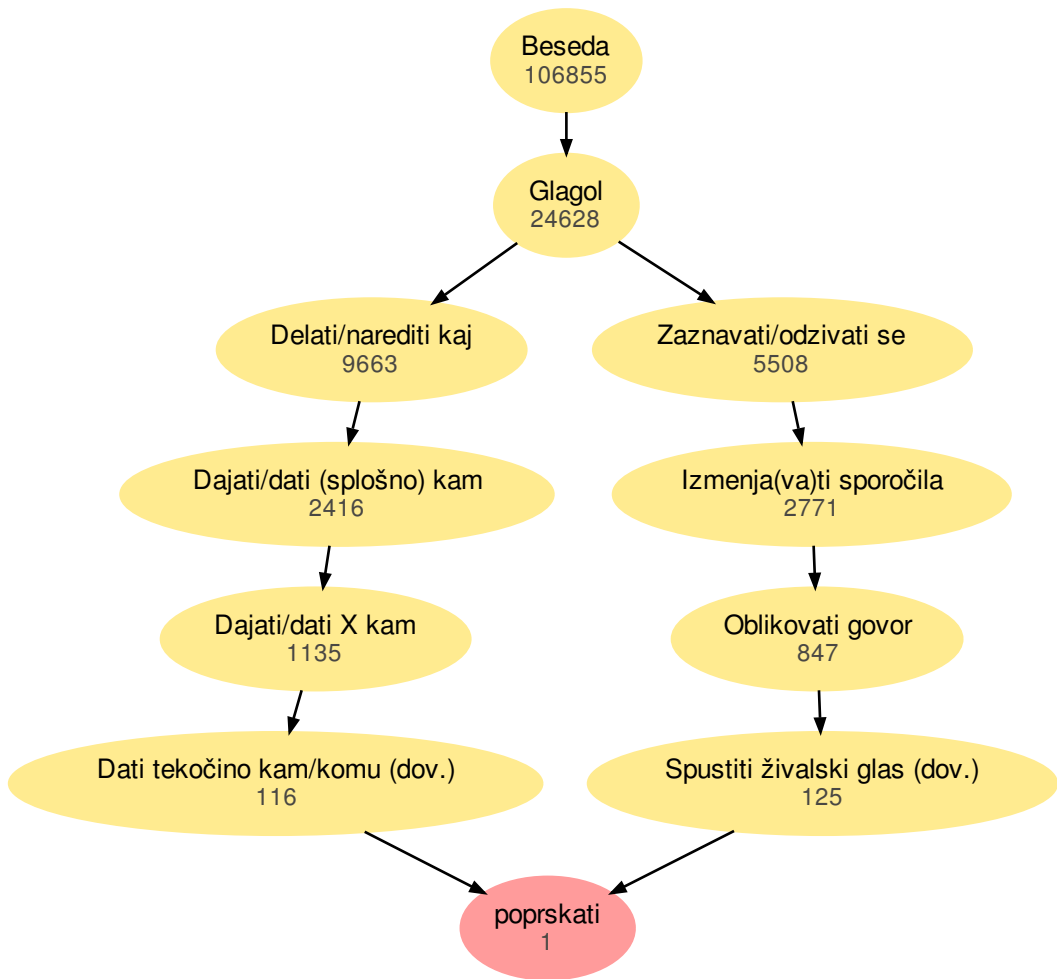 Beseda
106855
Glagol
24628
Delati/narediti kaj
9663
Zaznavati/odzivati se
5508
Dajati/dati (splošno) kam
2416
Izmenja(va)ti sporočila
2771
Dajati/dati X kam
1135
Oblikovati govor
847
Dati tekočino kam/komu (dov.)
116
Spustiti živalski glas (dov.)
125
poprskati
1